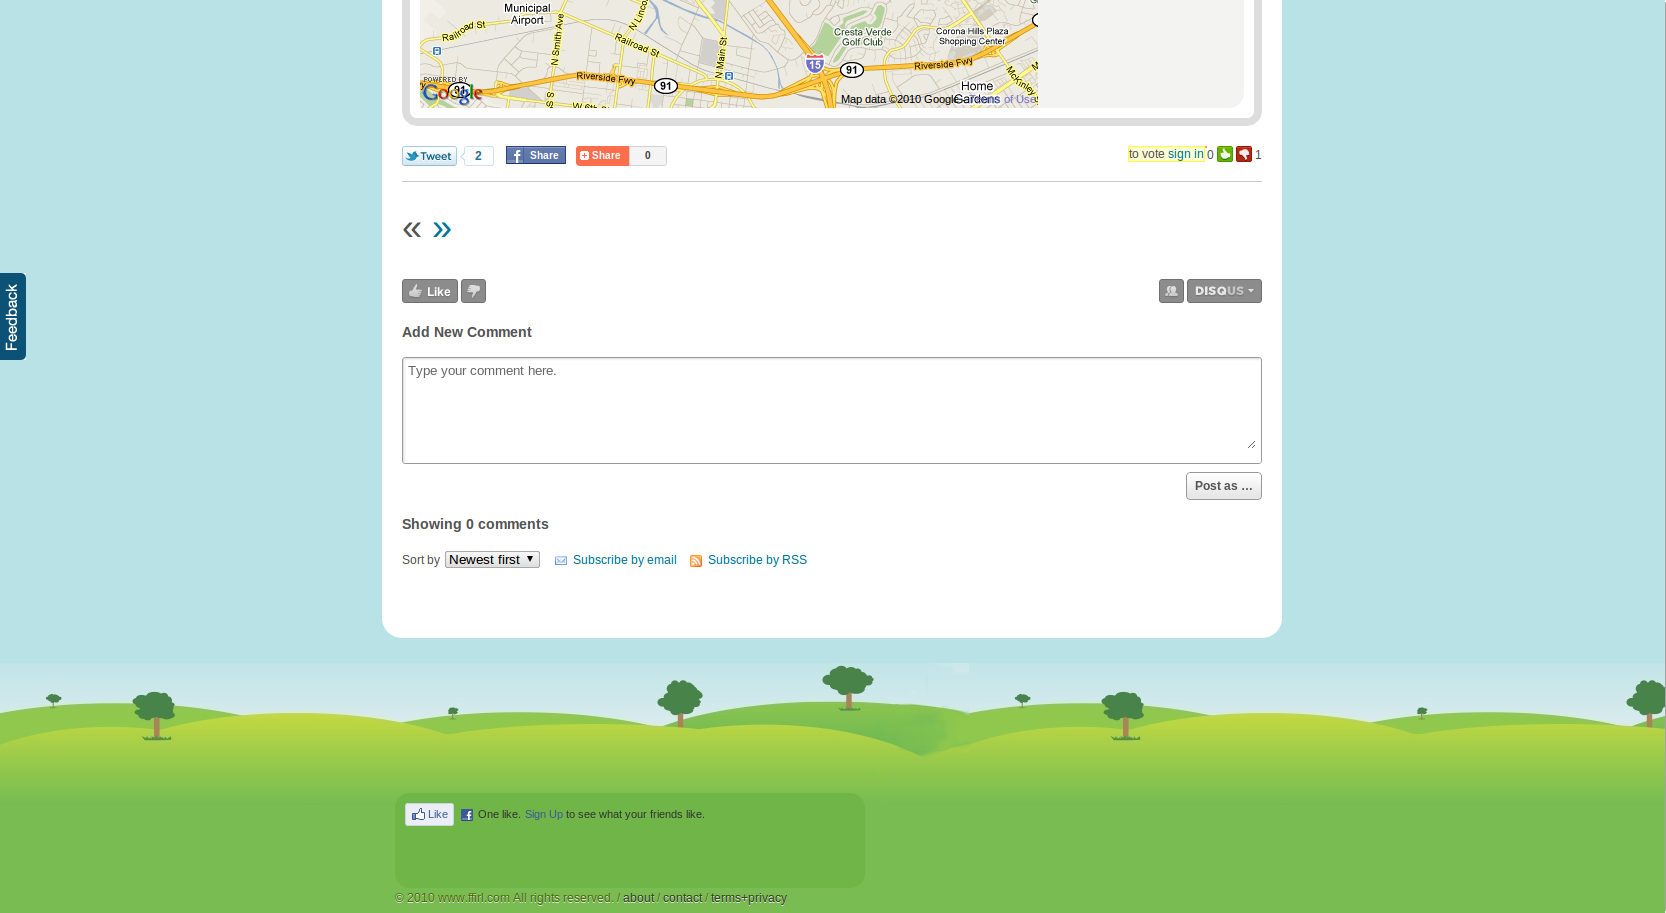 Municipal
Airport
N Lincoln
Railroad St
N Smith Ave
Railroad St
N Main St
Cresta Verde
Golf Club
Corona Hills Plaza
Shopping Center
15
91
Riverside Fwy
Riverside Fwy
91
McKinley
POWERED BY
Google
91
W 6th
Home
Gardens
Map data ©2010 Google - Terms of Use
Tweet 2 Share Share 0
to vote sign in 0 1
« »
Like
DISQUS
Feedback
Add New Comment
Type your comment here.
Post as …
Showing 0 comments
Sort by Newest first Subscribe by email Subscribe by RSS
Like One like. Sign Up to see what your friends like.
© 2010 www.ffirl.com All rights reserved. / about / contact / terms+privacy